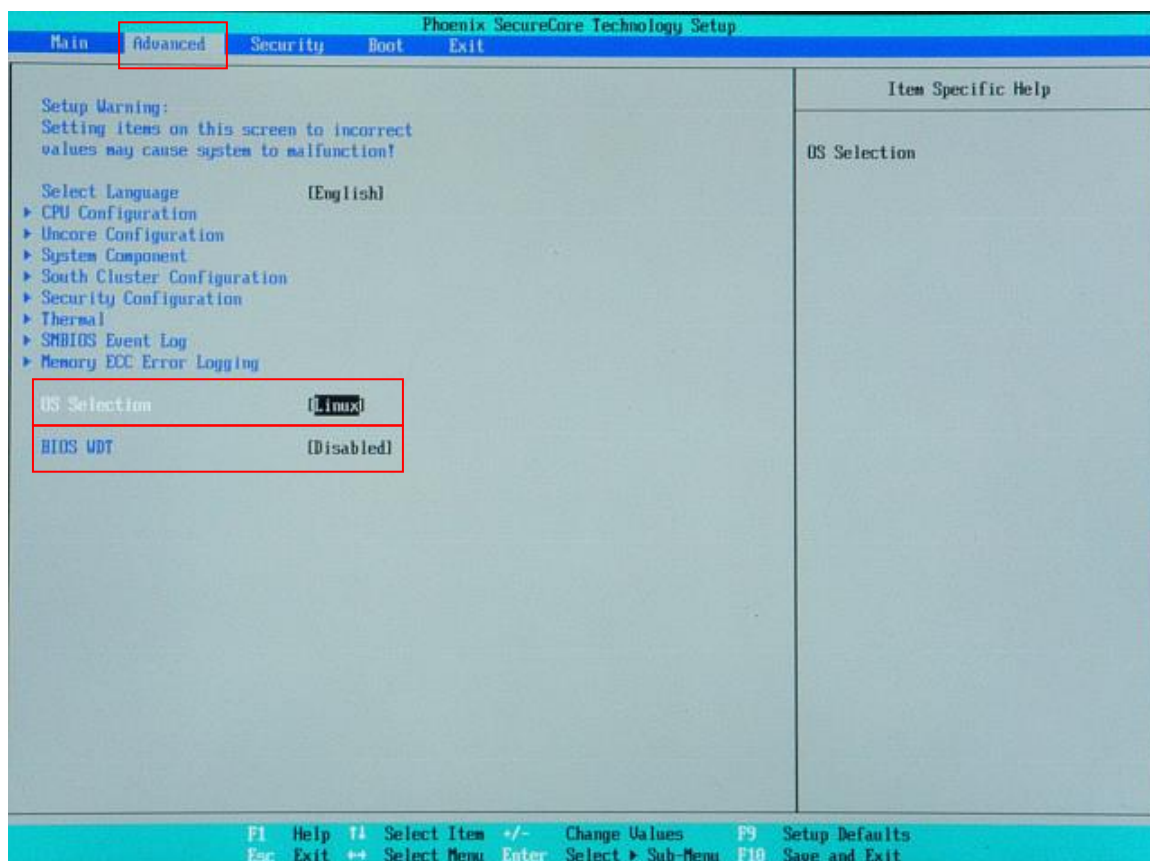 Phoenix SecureCore Technology Setup
Main Advanced Security Boot Exit
Item Specific Help
Setup Warning:
Setting items on this screen to incorrect
values may cause system to malfunction!
OS Selection
Select Language [English]
▶ CPU Configuration
▶ Uncore Configuration
▶ System Component
▶ South Cluster Configuration
▶ Security Configuration
▶ Thermal
▶ SMBIOS Event Log
▶ Memory ECC Error Logging
OS Selection [Linux]
BIOS WDT [Disabled]
F1 Help ↑↓ Select Item +/- Change Values F9 Setup Defaults
Esc Exit ↔ Select Menu Enter Select ▶ Sub-Menu F10 Save and Exit